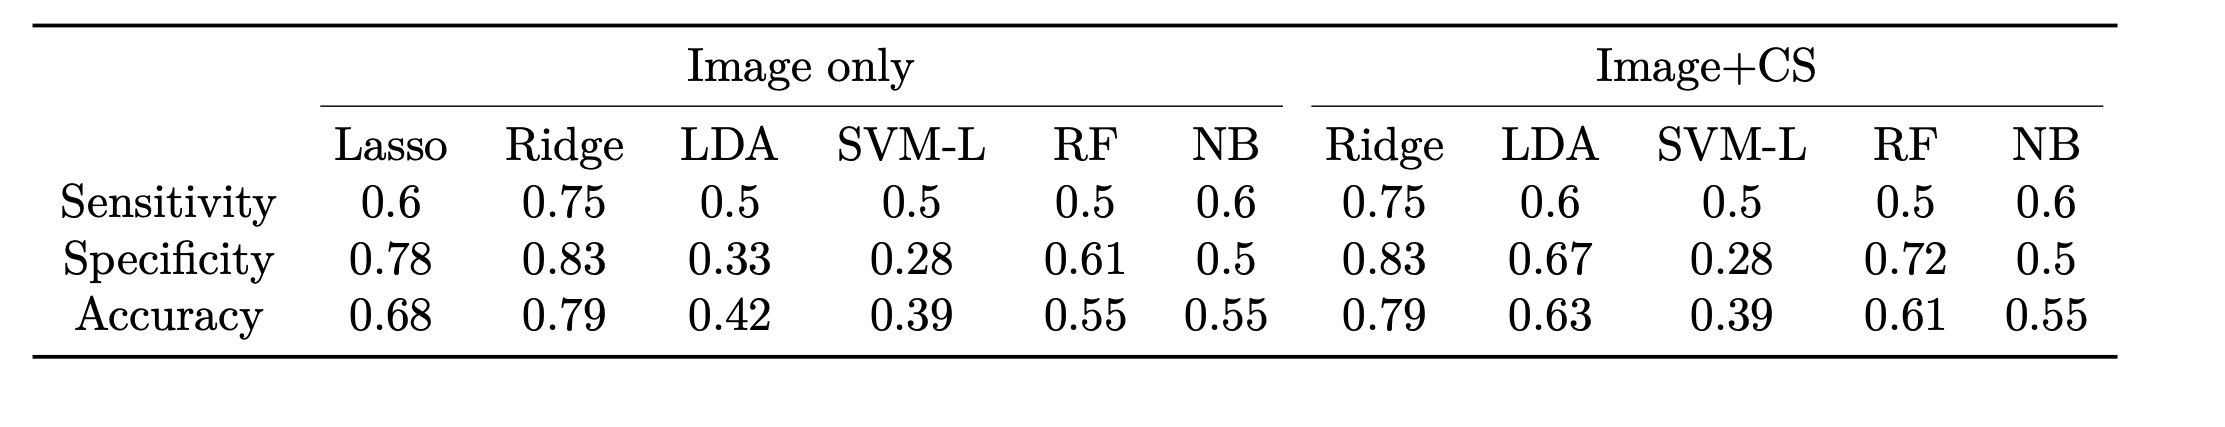 Image only Image+CS
Lasso Ridge LDA SVM-L RF NB Ridge LDA SVM-L RF NB
Sensitivity 0.6 0.75 0.5 0.5 0.5 0.6 0.75 0.6 0.5 0.5 0.6
Specificity 0.78 0.83 0.33 0.28 0.61 0.5 0.83 0.67 0.28 0.72 0.5
Accuracy 0.68 0.79 0.42 0.39 0.55 0.55 0.79 0.63 0.39 0.61 0.55